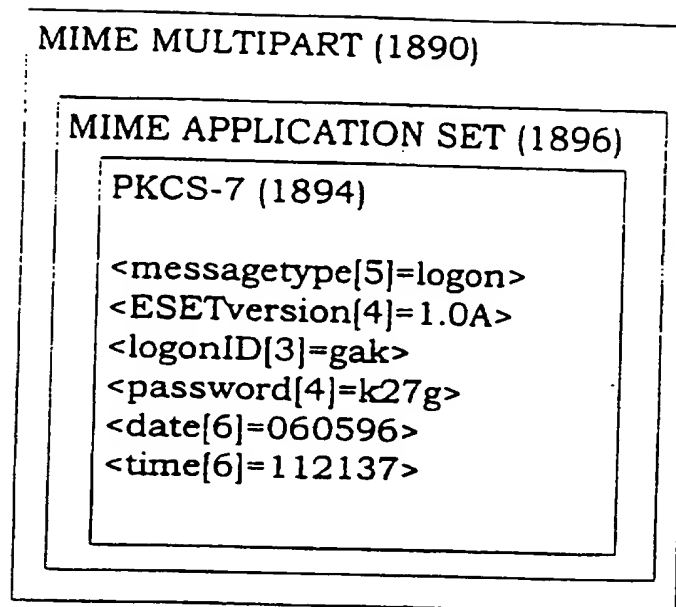 MIME MULTIPART (1890)
MIME APPLICATION SET (1896)
PKCS-7 (1894)
<messagetype[5]=logon>
<ESETversion[4]=1.0A>
<logonID[3]=gak>
<password[4]=k27g>
<date[6]=060596>
<time[6]=112137>